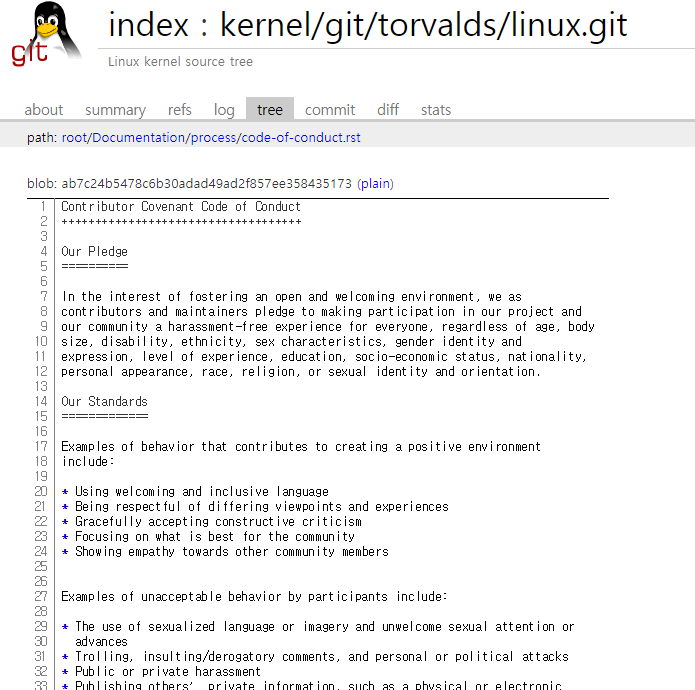 git
index : kernel/git/torvalds/linux.git
Linux kernel source tree
about summary refs log tree commit diff stats
path: root/Documentation/process/code-of-conduct.rst
blob: ab7c24b5478c6b30adad49ad2f857ee358435173 (plain)
1 Contributor Covenant Code of Conduct
2 ++++++++++++++++++++++++++++++++++++
3
4 Our Pledge
5 ==========
6
7 In the interest of fostering an open and welcoming environment, we as
8 contributors and maintainers pledge to making participation in our project and
9 our community a harassment-free experience for everyone, regardless of age, body
10 size, disability, ethnicity, sex characteristics, gender identity and
11 expression, level of experience, education, socio-economic status, nationality,
12 personal appearance, race, religion, or sexual identity and orientation.
13
14 Our Standards
15 =============
16
17 Examples of behavior that contributes to creating a positive environment
18 include:
19
20 * Using welcoming and inclusive language
21 * Being respectful of differing viewpoints and experiences
22 * Gracefully accepting constructive criticism
23 * Focusing on what is best for the community
24 * Showing empathy towards other community members
25
26
27 Examples of unacceptable behavior by participants include:
28
29 * The use of sexualized language or imagery and unwelcome sexual attention or
30 advances
31 * Trolling, insulting/derogatory comments, and personal or political attacks
32 * Public or private harassment
33 * Publishing others’ private information, such as a physical or electronic